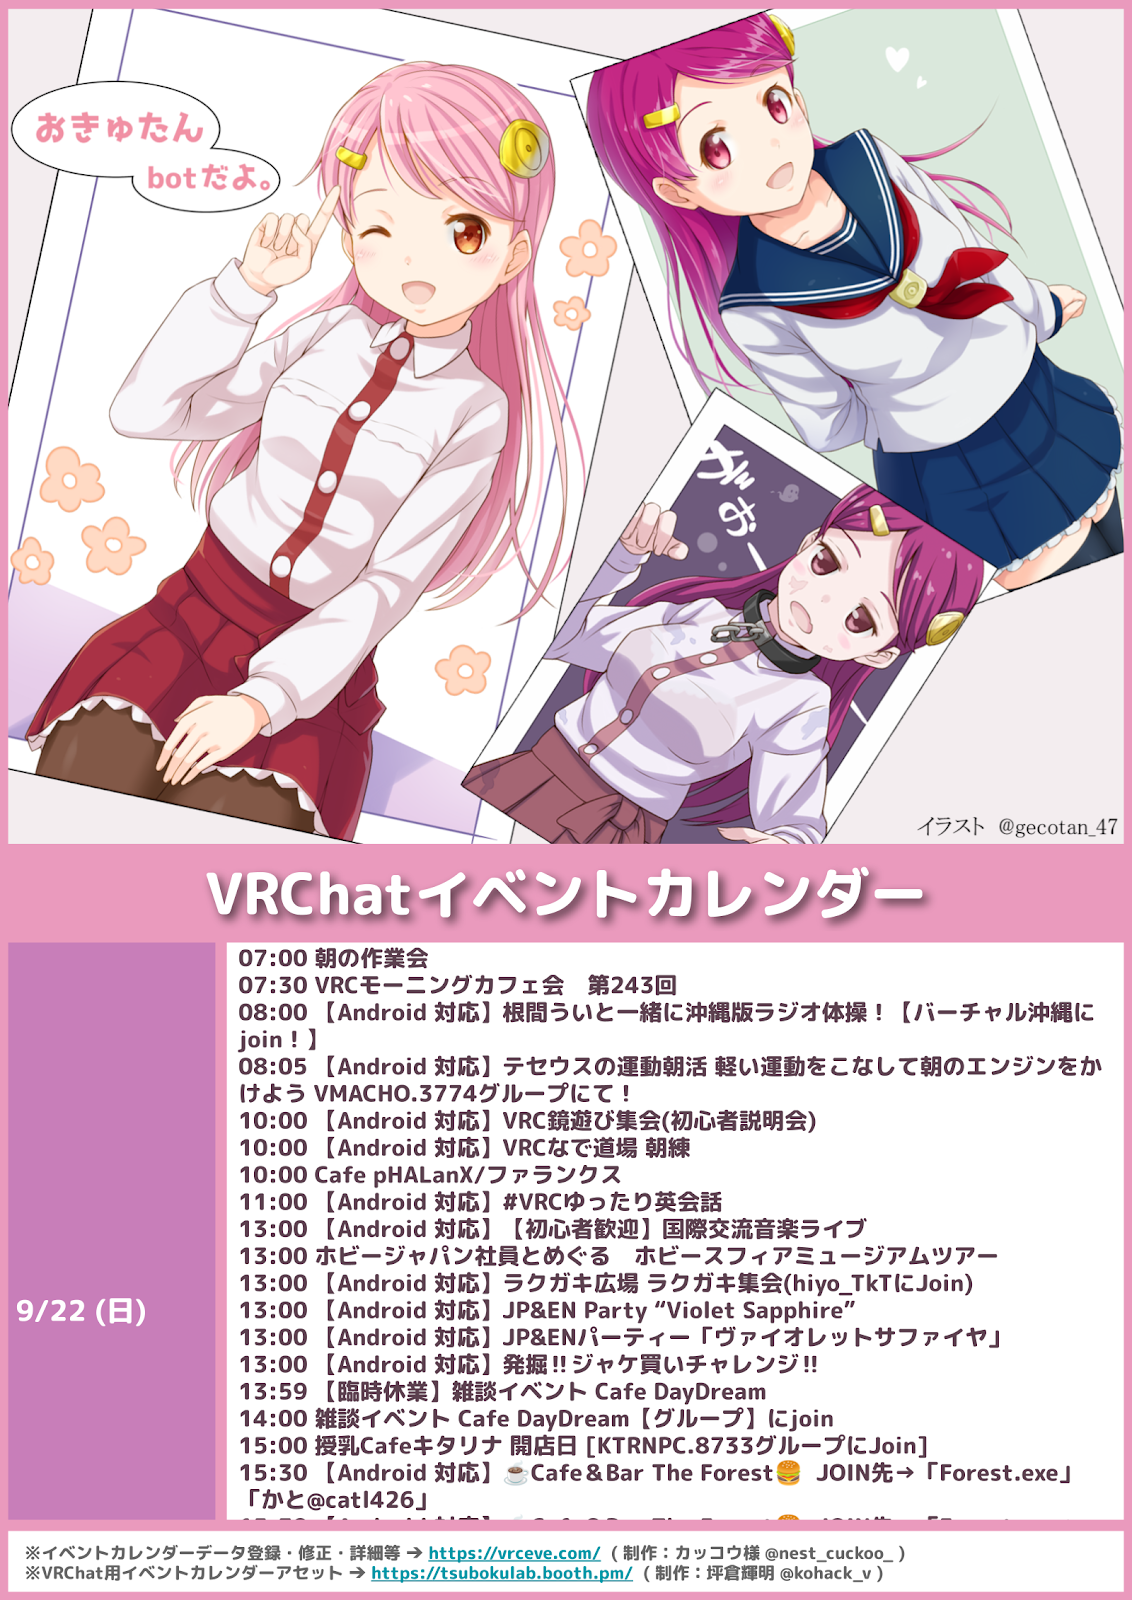 おきゅたん
botだよ。
がおー
イラスト @gecotan_47
VRChatイベントカレンダー
9/22 (日)
07:00 朝の作業会
07:30 VRCモーニングカフェ会　第243回
08:00 【Android 対応】根間ういと一緒に沖縄版ラジオ体操！【バーチャル沖縄に
join！】
08:05 【Android 対応】テセウスの運動朝活 軽い運動をこなして朝のエンジンをか
けよう VMACHO.3774グループにて！
10:00 【Android 対応】VRC鏡遊び集会(初心者説明会)
10:00 【Android 対応】VRCなで道場 朝練
10:00 Cafe pHALanX/ファランクス
11:00 【Android 対応】#VRCゆったり英会話
13:00 【Android 対応】【初心者歓迎】国際交流音楽ライブ
13:00 ホビージャパン社員とめぐる　ホビースフィアミュージアムツアー
13:00 【Android 対応】ラクガキ広場 ラクガキ集会(hiyo_TkTにJoin)
13:00 【Android 対応】JP&EN Party “Violet Sapphire”
13:00 【Android 対応】JP&ENパーティー「ヴァイオレットサファイヤ」
13:00 【Android 対応】発掘‼ジャケ買いチャレンジ‼
13:59 【臨時休業】雑談イベント Cafe DayDream
14:00 雑談イベント Cafe DayDream【グループ】にjoin
15:00 授乳Cafeキタリナ 開店日 [KTRNPC.8733グループにJoin]
15:30 【Android 対応】☕Cafe＆Bar The Forest🍔 JOIN先→「Forest.exe」
「かと@catl426」
※イベントカレンダーデータ登録・修正・詳細等 → https://vrceve.com/ ( 制作：カッコウ様 @nest_cuckoo_ )
※VRChat用イベントカレンダーアセット → https://tsubokulab.booth.pm/ ( 制作：坪倉輝明 @kohack_v )